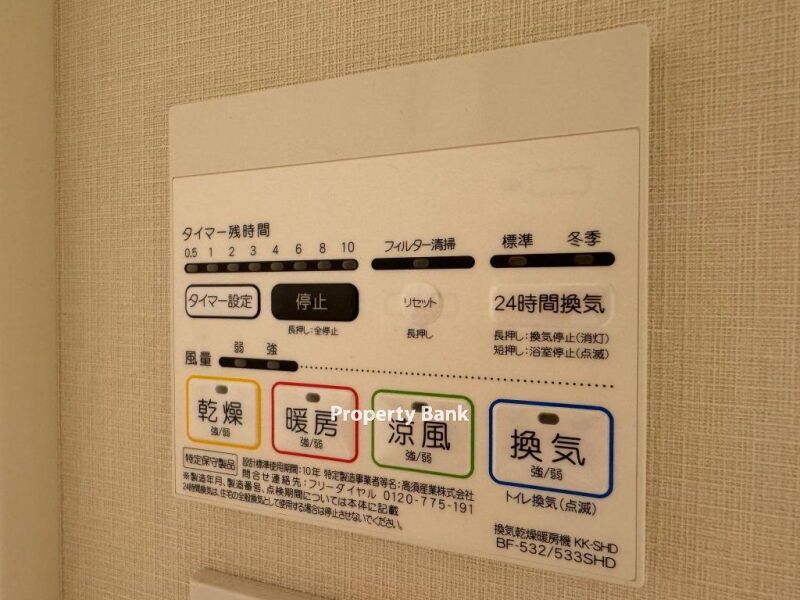 タイマー残時間
0.5 1 2 3 4 6 8 10
フィルター清掃
標準 冬季
タイマー設定
停止
長押し:全停止
リセット
長押し
24時間換気
長押し:換気停止(消灯)
短押し:浴室停止(点滅)
風量 弱 強
乾燥
強/弱
暖房
強/弱
涼風
強/弱
換気
強/弱
トイレ換気(点滅)
Property Bank
特定保守製品 設計標準使用期間:10年 特定製造事業者等名:高須産業株式会社
問合せ連絡先:フリーダイヤル 0120-775-191
※製造年月、製造番号、点検期間については本体に記載
24時間換気は、住宅の全般換気として使用する場合は停止させないでください。
換気乾燥暖房機 KK-SHD
BF-532/533SHD